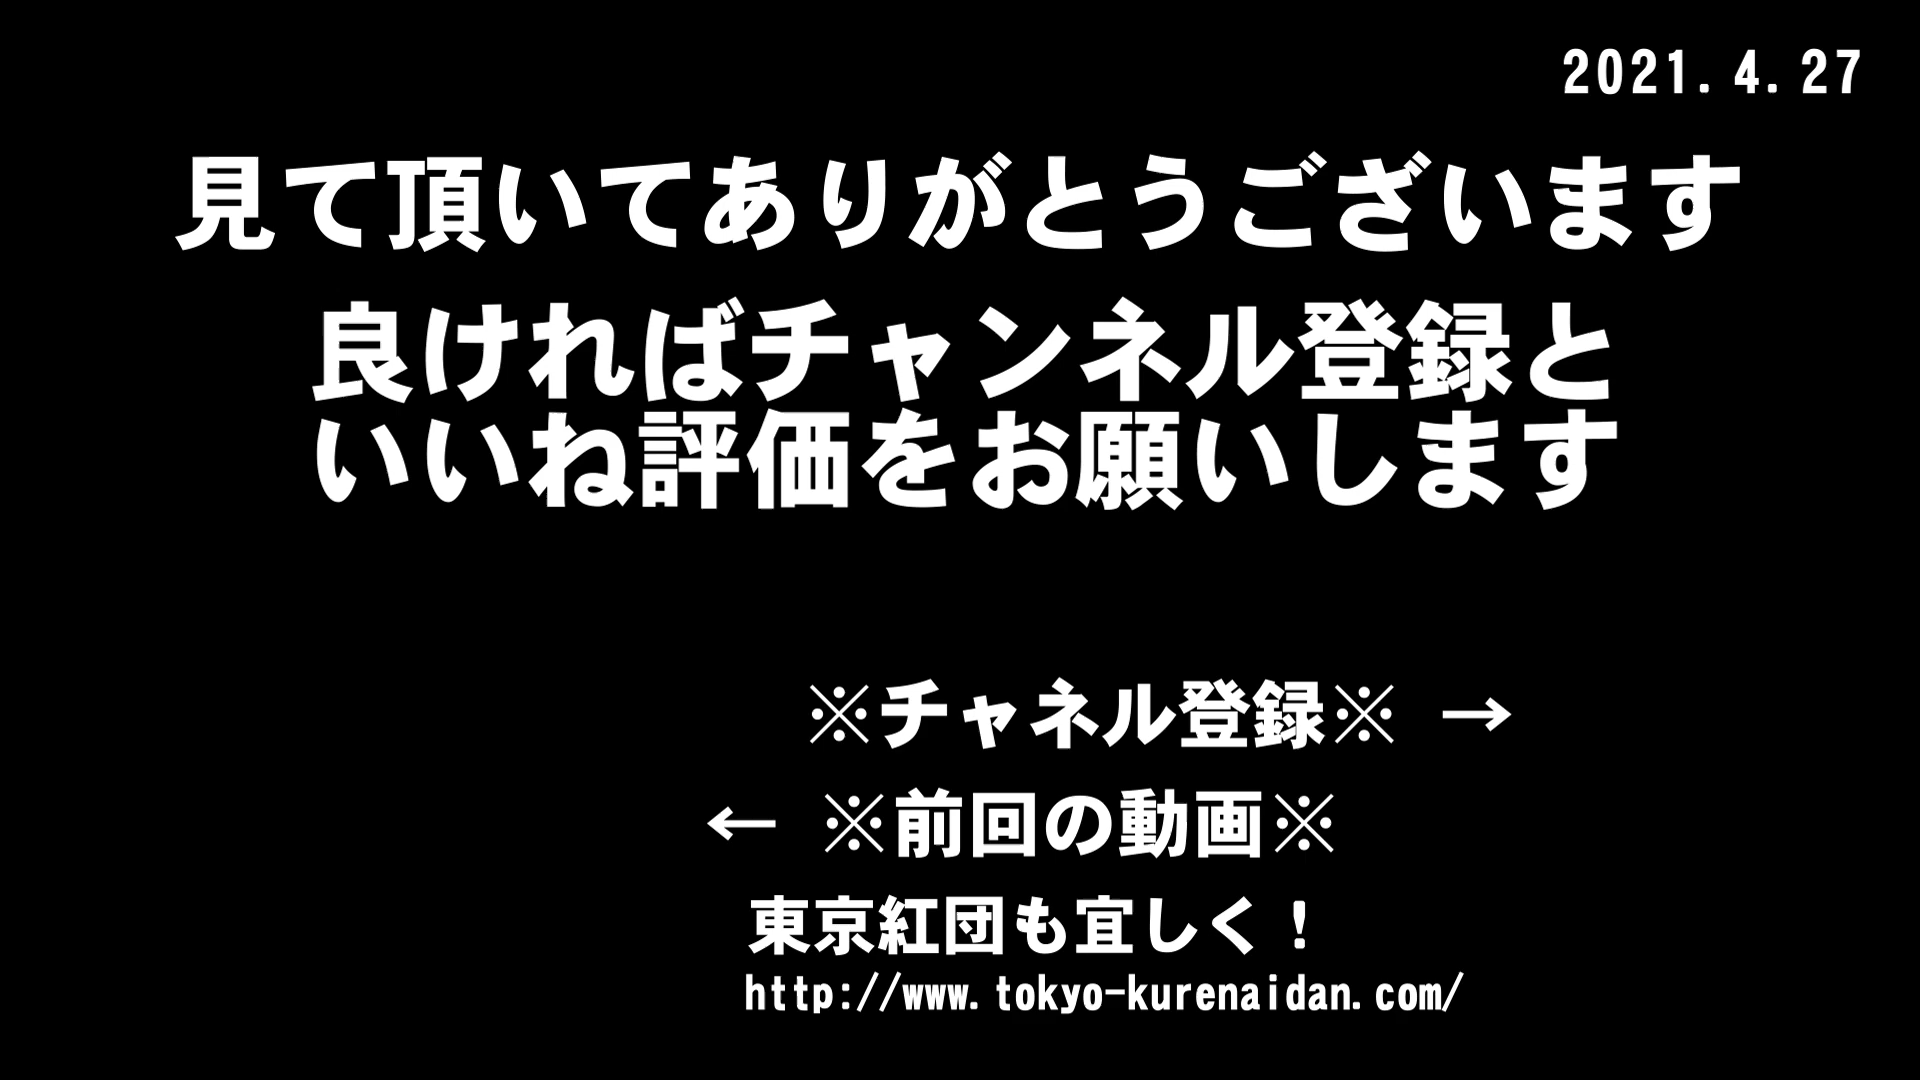 2021.4.27
見て頂いてありがとうございます
良ければチャンネル登録と
いいね評価をお願いします
※チャネル登録※ →
← ※前回の動画※
東京紅団も宜しく！
http://www.tokyo-kurenaidan.com/